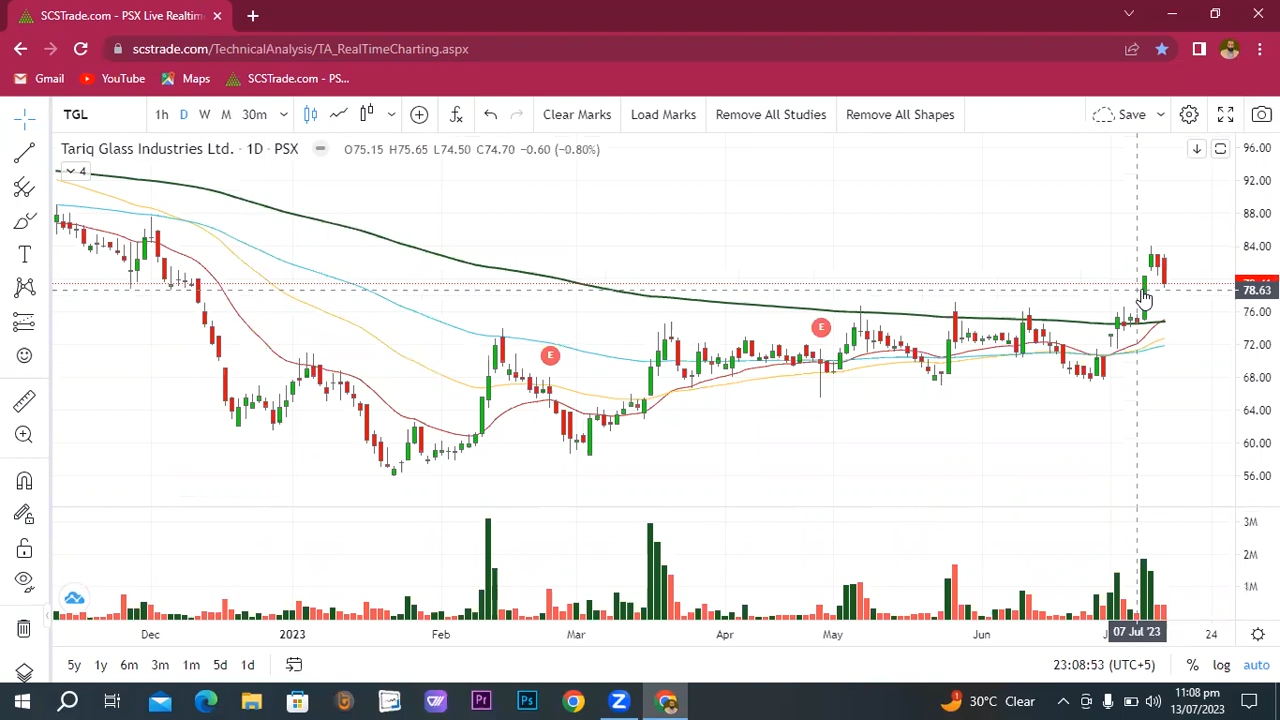 SCSTrade.com - PSX Live Realtim
scstrade.com/TechnicalAnalysis/TA_RealTimeCharting.aspx
Gmail YouTube Maps SCSTrade.com - PS...
TGL 1h D W M 30m Clear Marks Load Marks Remove All Studies Remove All Shapes Save
Tariq Glass Industries Ltd. · 1D · PSX O75.15 H75.65 L74.50 C74.70 -0.60 (-0.80%)
4
96.00
92.00
88.00
84.00
78.63
76.00
72.00
68.00
64.00
60.00
56.00
E
E
3M
2M
1M
Dec 2023 Feb Mar Apr May Jun 07 Jul '23 24
5y 1y 6m 3m 1m 5d 1d 23:08:53 (UTC+5) % log auto
30°C Clear
11:08 pm
13/07/2023